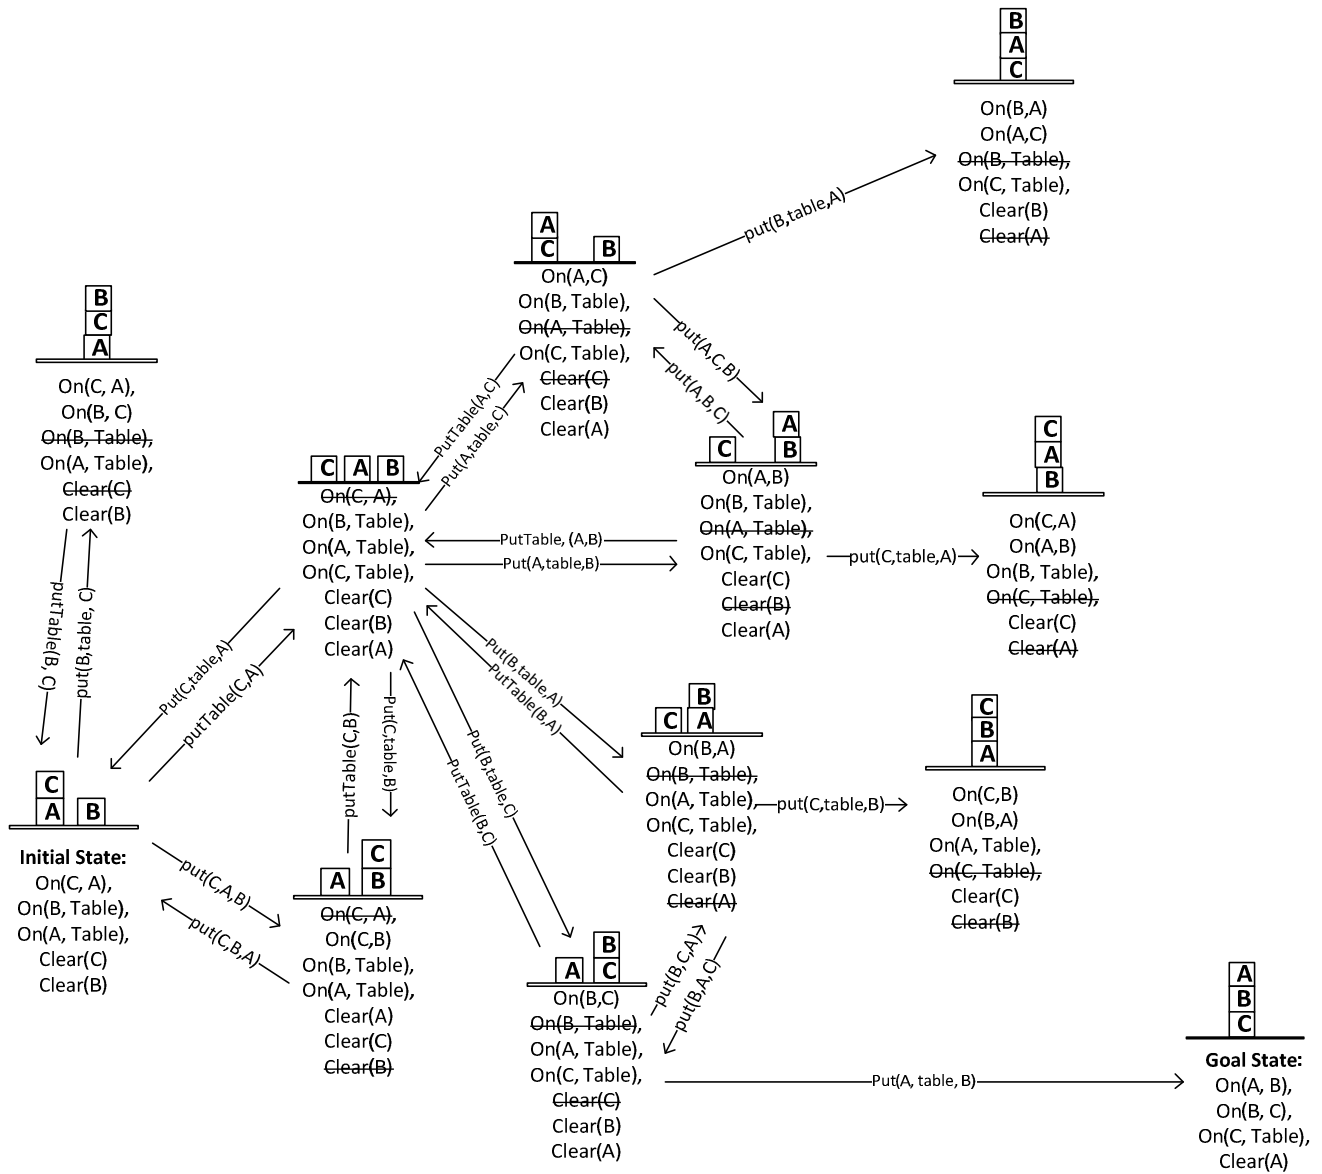 B
A
C
On(B,A)
On(A,C)
On(B, Table),
On(C, Table),
Clear(B)
Clear(A)
put(B,table,A)
A
C B
On(A,C)
On(B, Table),
On(A, Table),
On(C, Table),
Clear(C)
Clear(B)
Clear(A)
put(A,C,B)
put(A,B,C)
PutTable(A,C)
Put(A,table,C)
B
C
A
On(C, A),
On(B, C)
On(B, Table),
On(A, Table),
Clear(C)
Clear(B)
putTable(B, C)
put(B,table, C)
C A B
On(C, A),
On(B, Table),
On(A, Table),
On(C, Table),
Clear(C)
Clear(B)
Clear(A)
PutTable, (A,B)
Put(A,table,B)
A
C B
On(A,B)
On(B, Table),
On(A, Table),
On(C, Table),
Clear(C)
Clear(B)
Clear(A)
put(C,table,A)
C
A
B
On(C,A)
On(A,B)
On(B, Table),
On(C, Table),
Clear(C)
Clear(A)
Put(C,table,A)
putTable(C,A)
putTable(C,B)
Put(C,table,B)
Put(B,table,A)
PutTable(B,A)
Put(B,table,C)
PutTable(B,C)
B
C A
On(B,A)
On(B, Table),
On(A, Table),
On(C, Table),
Clear(C)
Clear(B)
Clear(A)
put(C,table,B)
C
B
A
On(C,B)
On(B,A)
On(A, Table),
On(C, Table),
Clear(C)
Clear(B)
C
A B
Initial State:
On(C, A),
On(B, Table),
On(A, Table),
Clear(C)
Clear(B)
put(C,A,B)
put(C,B,A)
C
A B
On(C, A),
On(C,B)
On(B, Table),
On(A, Table),
Clear(A)
Clear(C)
Clear(B)
B
A C
On(B,C)
On(B, Table),
On(A, Table),
On(C, Table),
Clear(C)
Clear(B)
Clear(A)
put(B,C,A)
put(B,A,C)
Put(A, table, B)
A
B
C
Goal State:
On(A, B),
On(B, C),
On(C, Table),
Clear(A)